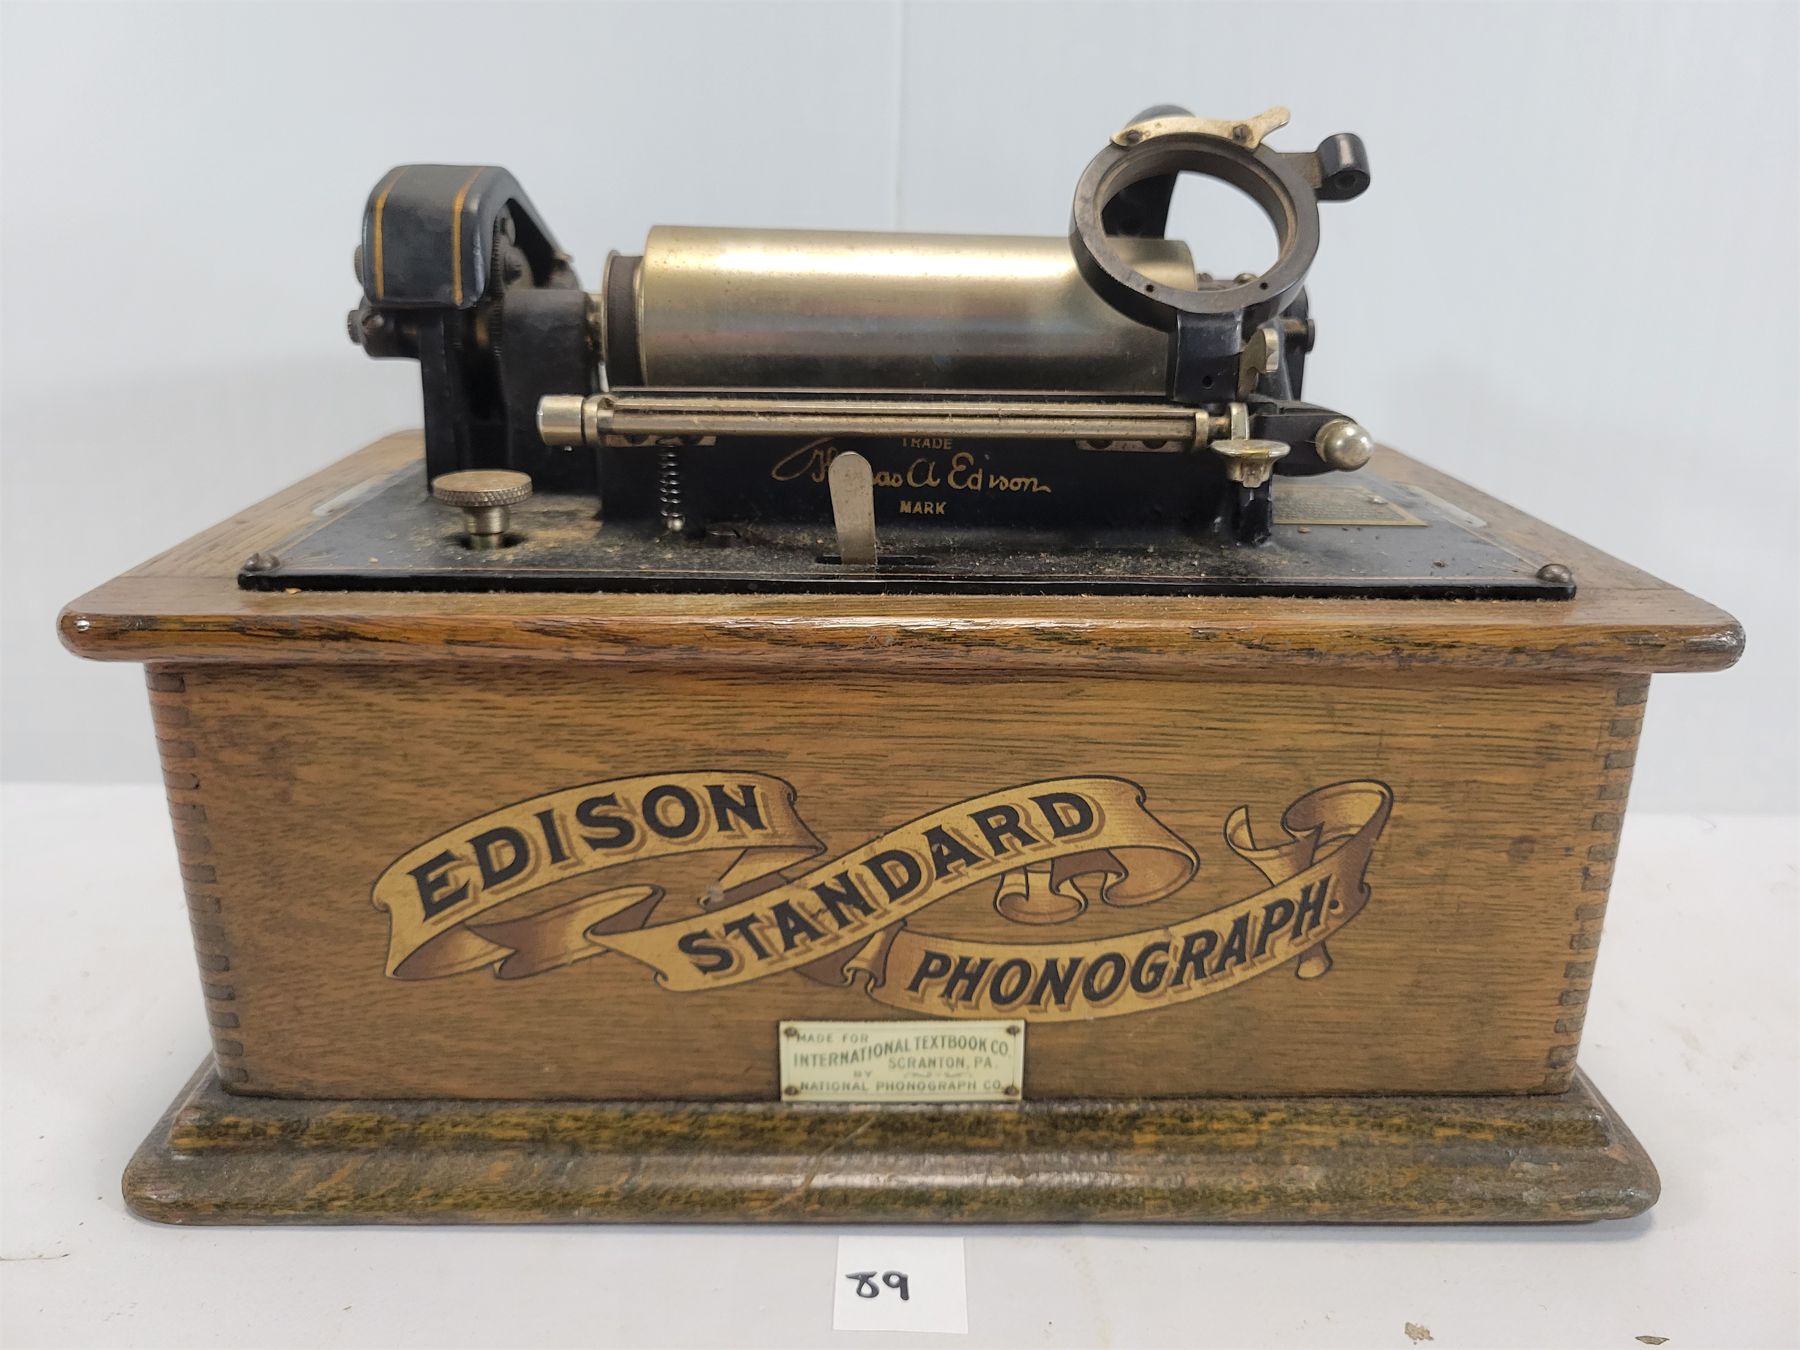 TRADE
Thomas A Edison
MARK
EDISON
STANDARD
PHONOGRAPH.
MADE FOR
INTERNATIONAL TEXTBOOK CO.
SCRANTON, PA.
BY
NATIONAL PHONOGRAPH CO.
89